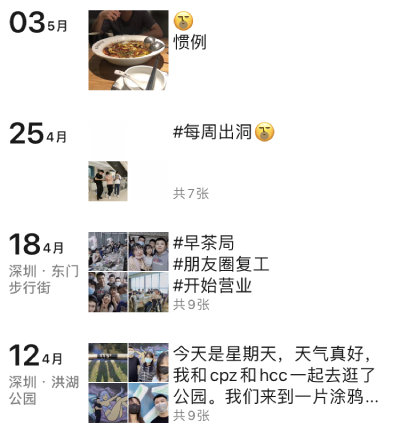 03 5月
惯例
25 4月
#每周出洞
共7张
18 4月
深圳 · 东门
步行街
#早茶局
#朋友圈复工
#开始营业
共9张
12 4月
深圳 · 洪湖
公园
今天是星期天，天气真好，
我和cpz和hcc一起去逛了
公园。我们来到一片涂鸦...
共9张